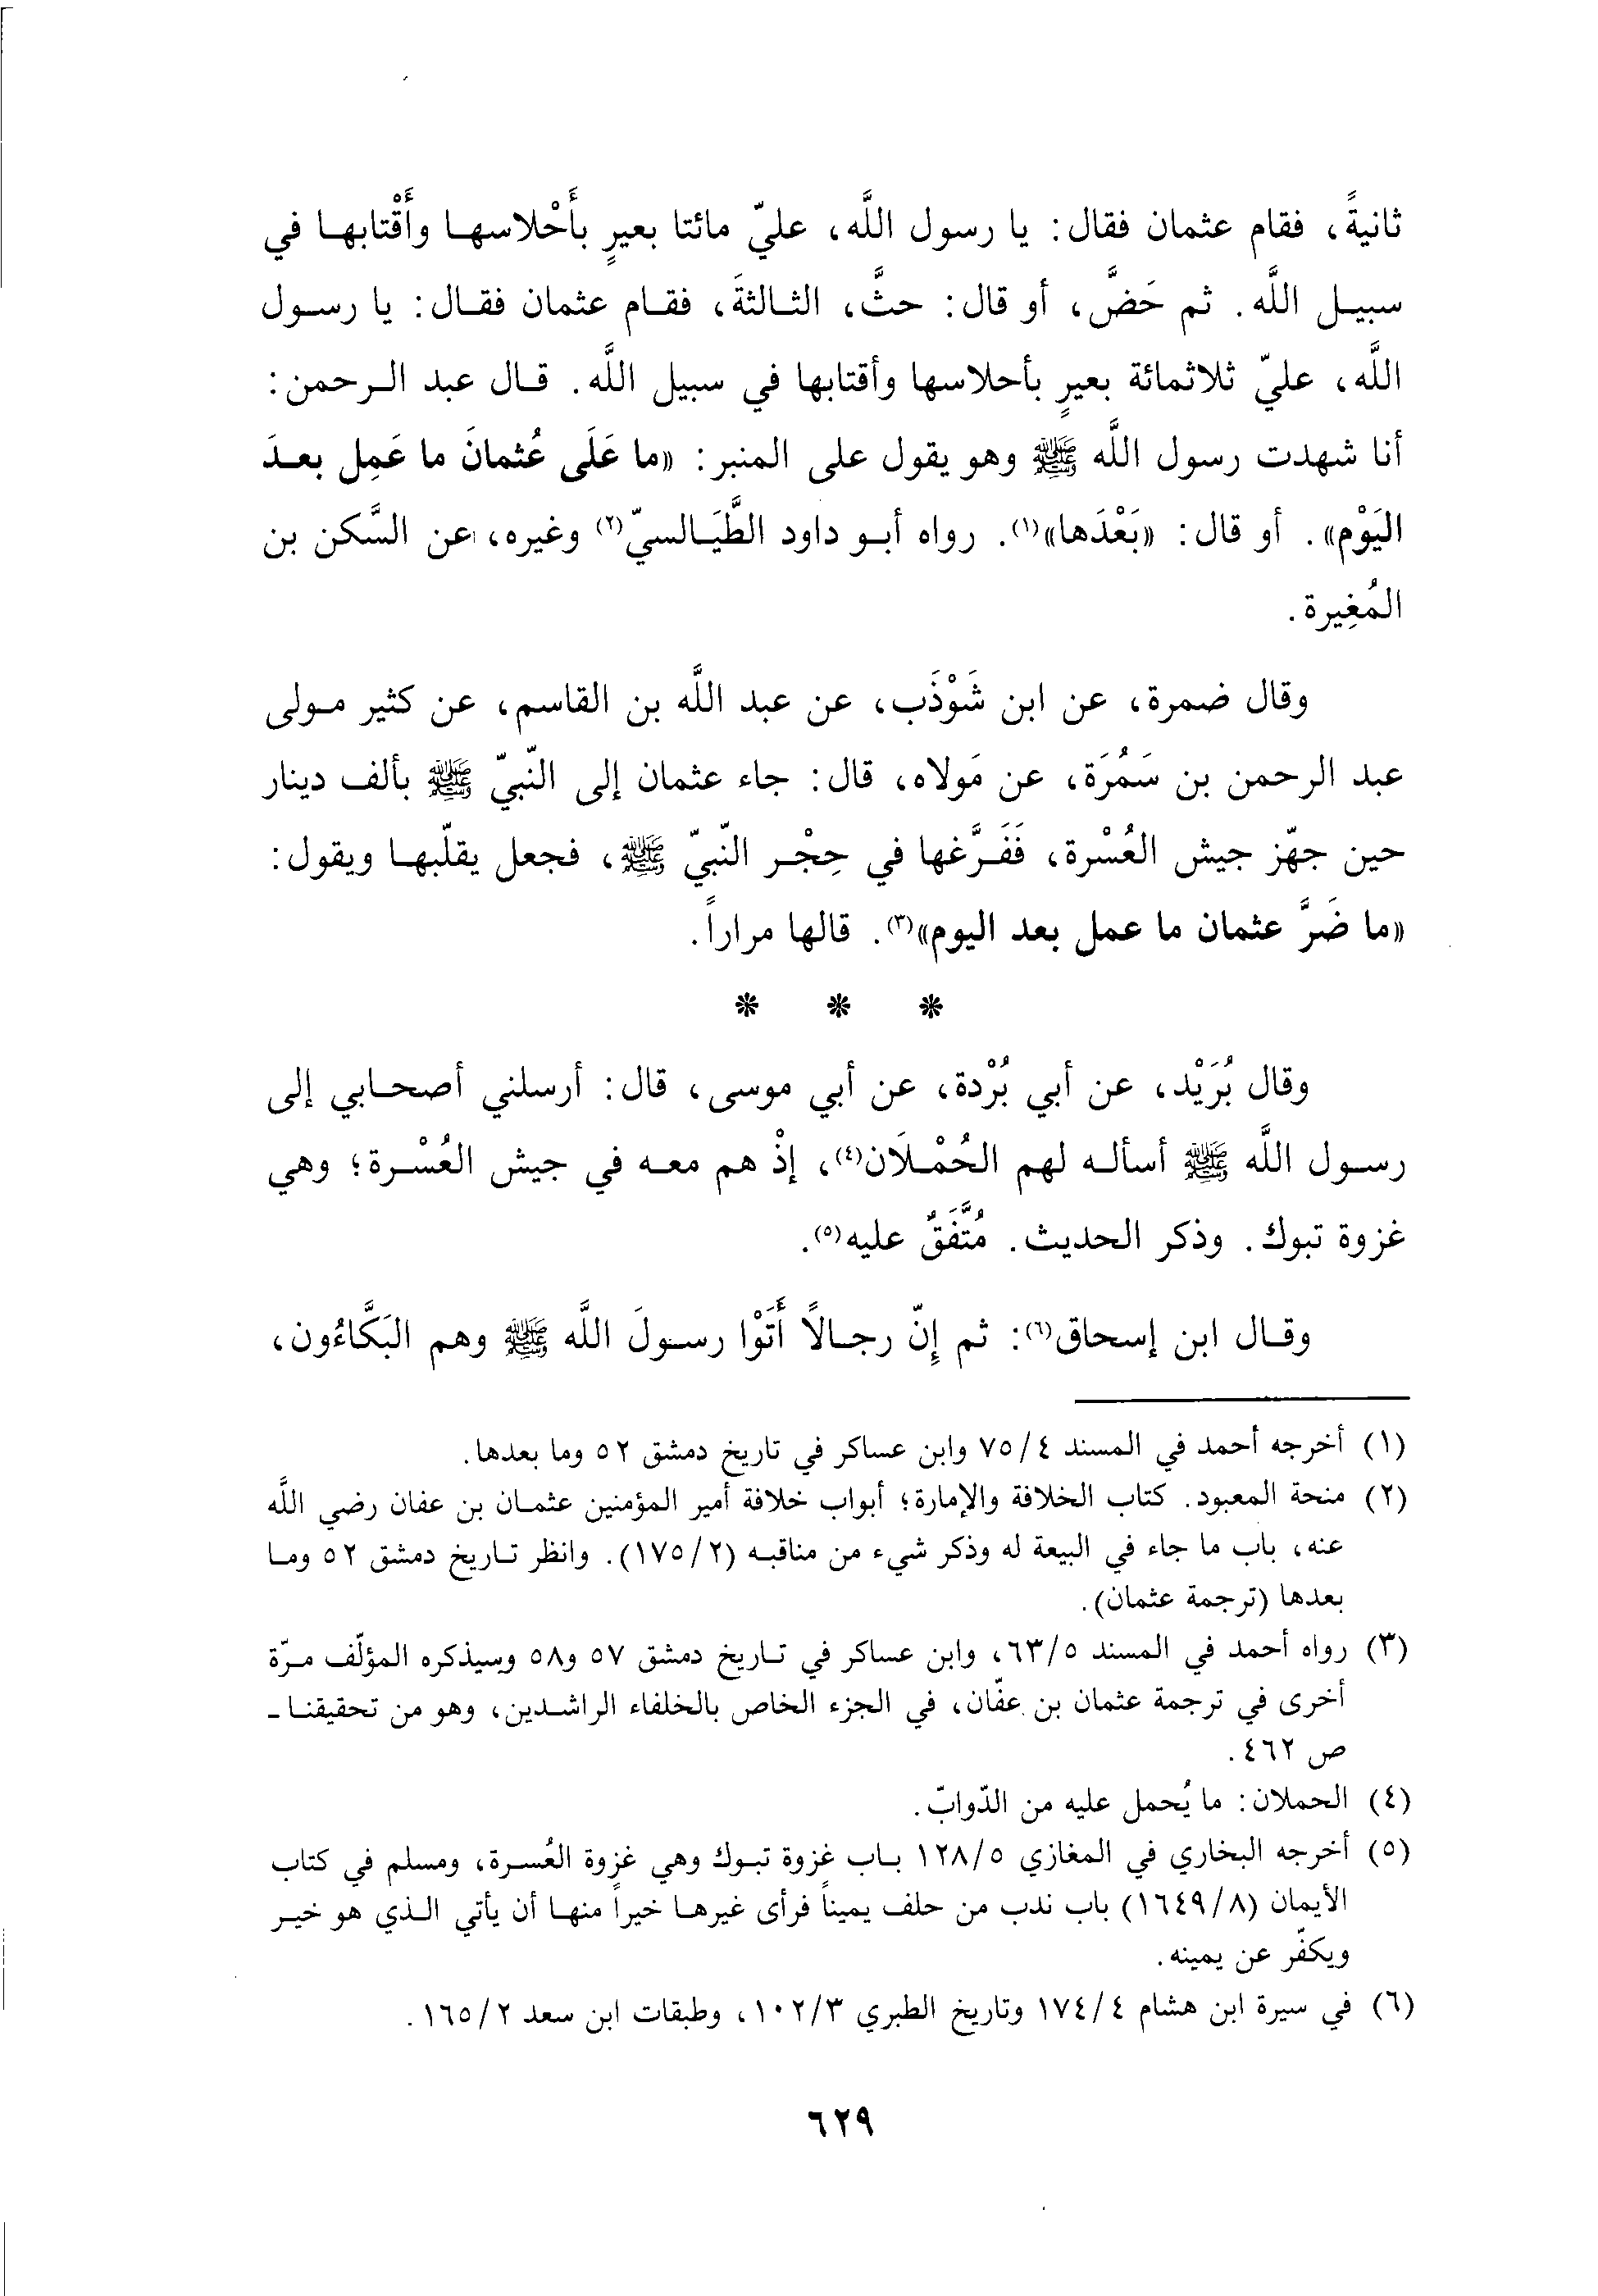 ثانيةً، فقام عثمان فقال: يا رسول اللَّه، عليّ مائتا بعيرٍ بأَحْلاسها وأَقْتابها في
سبيل اللَّه. ثم حَضَّ، أو قال: حثَّ، الثالثةَ، فقام عثمان فقال: يا رسول
اللَّه، عليّ ثلاثمائة بعيرٍ بأحلاسها وأقتابها في سبيل اللَّه. قال عبد الرحمن:
أنا شهدت رسول اللَّه ﷺ وهو يقول على المنبر: «ما عَلَى عُثمانَ ما عَمِل بعدَ
اليَوْم». أو قال: «بَعْدَها»(١). رواه أبو داود الطَّيَالسيّ(٢) وغيره، عن السَّكن بن
المُغِيرة.
وقال ضمرة، عن ابن شَوْذَب، عن عبد اللَّه بن القاسم، عن كثير مولى
عبد الرحمن بن سَمُرَة، عن مَولاه، قال: جاء عثمان إلى النّبيّ ﷺ بألف دينار
حين جهّز جيش العُسْرة، فَفَرَّغها في حِجْر النّبيّ ﷺ، فجعل يقلّبها ويقول:
«ما ضَرَّ عثمان ما عمل بعد اليوم»(٣). قالها مراراً.
* * *
وقال بُرَيْد، عن أبي بُرْدة، عن أبي موسى، قال: أرسلني أصحابي إلى
رسول اللَّه ﷺ أسأله لهم الحُمْلَان(٤)، إذْ هم معه في جيش العُسْرة؛ وهي
غزوة تبوك. وذكر الحديث. مُتَّفَقٌ عليه(٥).
وقال ابن إسحاق(٦): ثم إِنّ رجالاً أَتَوْا رسولَ اللَّه ﷺ وهم البَكَّاءُون،
(١) أخرجه أحمد في المسند ٧٥/٤ وابن عساكر في تاريخ دمشق ٥٢ وما بعدها.
(٢) منحة المعبود. كتاب الخلافة والإمارة؛ أبواب خلافة أمير المؤمنين عثمان بن عفان رضي اللَّه
عنه، باب ما جاء في البيعة له وذكر شيء من مناقبه (١٧٥/٢). وانظر تاريخ دمشق ٥٢ وما
بعدها (ترجمة عثمان).
(٣) رواه أحمد في المسند ٦٣/٥، وابن عساكر في تاريخ دمشق ٥٧ و٥٨ وسيذكره المؤلّف مرّة
أخرى في ترجمة عثمان بن عفّان، في الجزء الخاص بالخلفاء الراشدين، وهو من تحقيقنا ـ
ص ٤٦٢.
(٤) الحملان: ما يُحمل عليه من الدّوابّ.
(٥) أخرجه البخاري في المغازي ١٢٨/٥ باب غزوة تبوك وهي غزوة العُسرة، ومسلم في كتاب
الأيمان (١٦٤٩/٨) باب ندب من حلف يميناً فرأى غيرها خيراً منها أن يأتي الذي هو خير
ويكفّر عن يمينه.
(٦) في سيرة ابن هشام ١٧٤/٤ وتاريخ الطبري ١٠٢/٣، وطبقات ابن سعد ١٦٥/٢.
٦٢٩